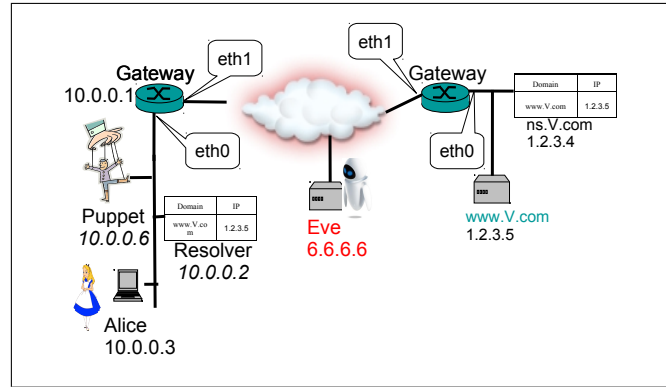 eth1
Gateway
10.0.0.1
eth0
Puppet
10.0.0.6
Domain IP
www.V.co
m
1.2.3.5
Resolver
10.0.0.2
Alice
10.0.0.3
Eve
6.6.6.6
eth1
Gateway
eth0
Domain IP
www.V.com 1.2.3.5
ns.V.com
1.2.3.4
www.V.com
1.2.3.5